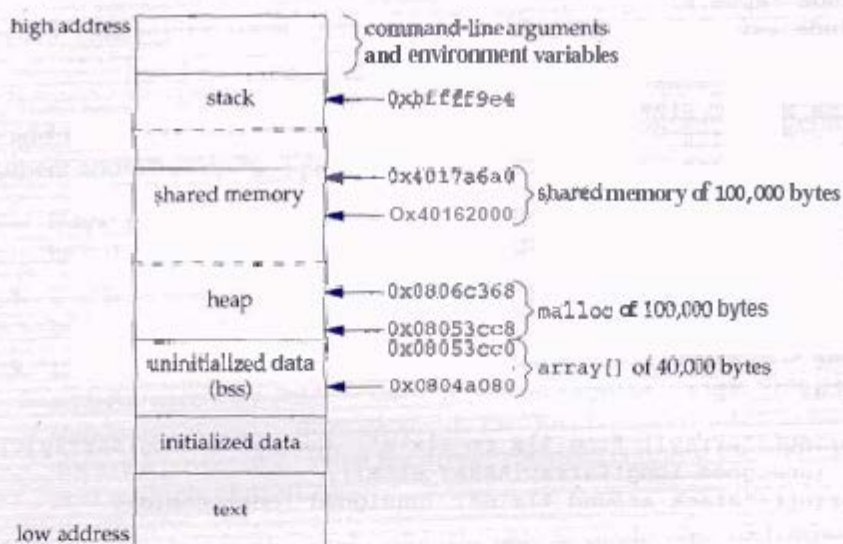 high address
command-line arguments
and environment variables
stack
0xbffff9e4
shared memory
0x4017a6a0
0x40162000
shared memory of 100,000 bytes
heap
0x0806c368
0x08053cc8
malloc of 100,000 bytes
uninitialized data
(bss)
0x08053cc0
0x0804a080
array[] of 40,000 bytes
initialized data
text
low address